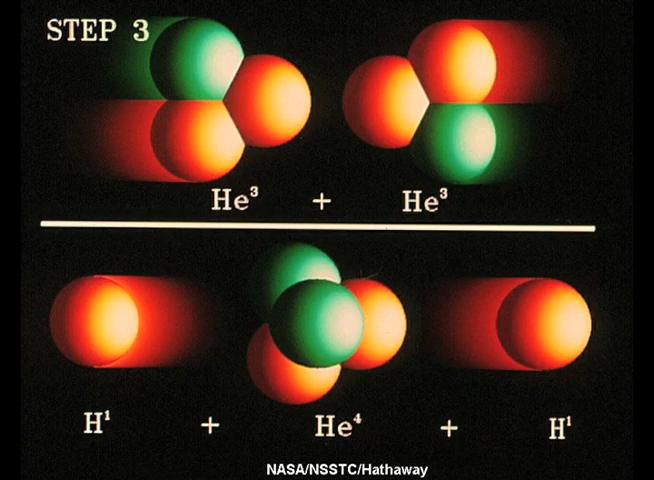 STEP 3
He³ + He³
H¹ + He⁴ + H¹
NASA/NSSTC/Hathaway